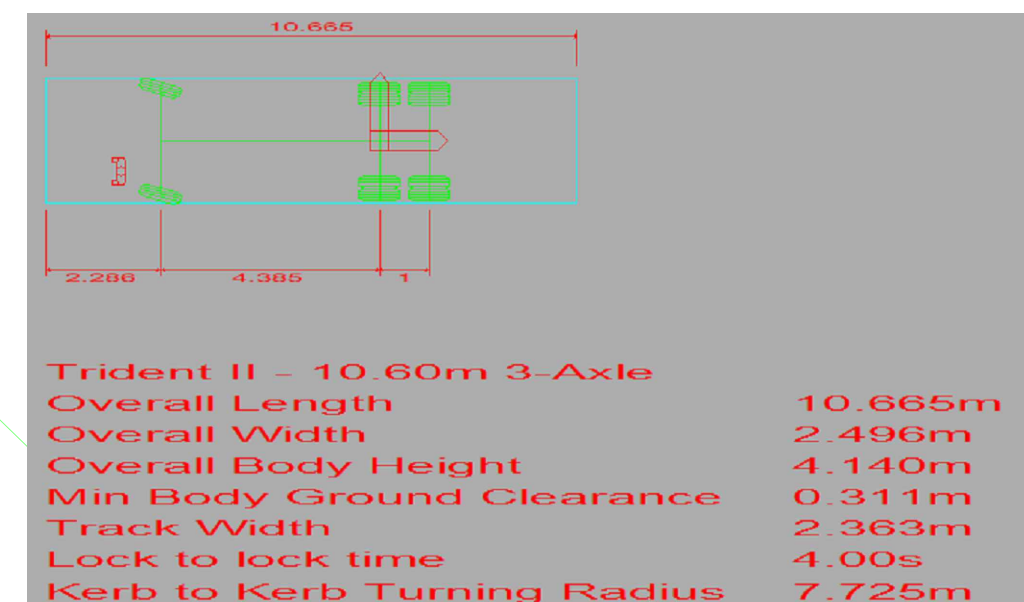 10.665
2.286 4.385 1
Trident II - 10.60m 3-Axle
Overall Length 10.665m
Overall Width 2.496m
Overall Body Height 4.140m
Min Body Ground Clearance 0.311m
Track Width 2.363m
Lock to lock time 4.00s
Kerb to Kerb Turning Radius 7.725m